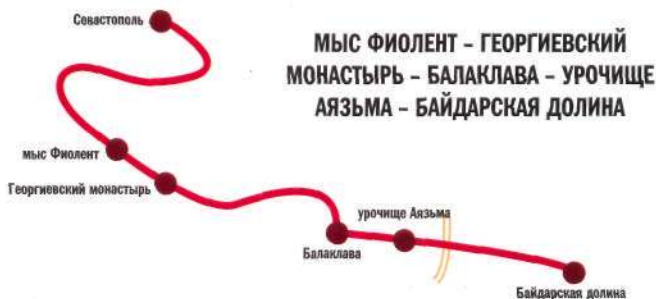 Севастополь
МЫС ФИОЛЕНТ – ГЕОРГИЕВСКИЙ
МОНАСТЫРЬ – БАЛАКЛАВА – УРОЧИЩЕ
АЯЗЬМА – БАЙДАРСКАЯ ДОЛИНА
мыс Фиолент
Георгиевский монастырь
урочище Аязьма
Балаклава
Байдарская долина